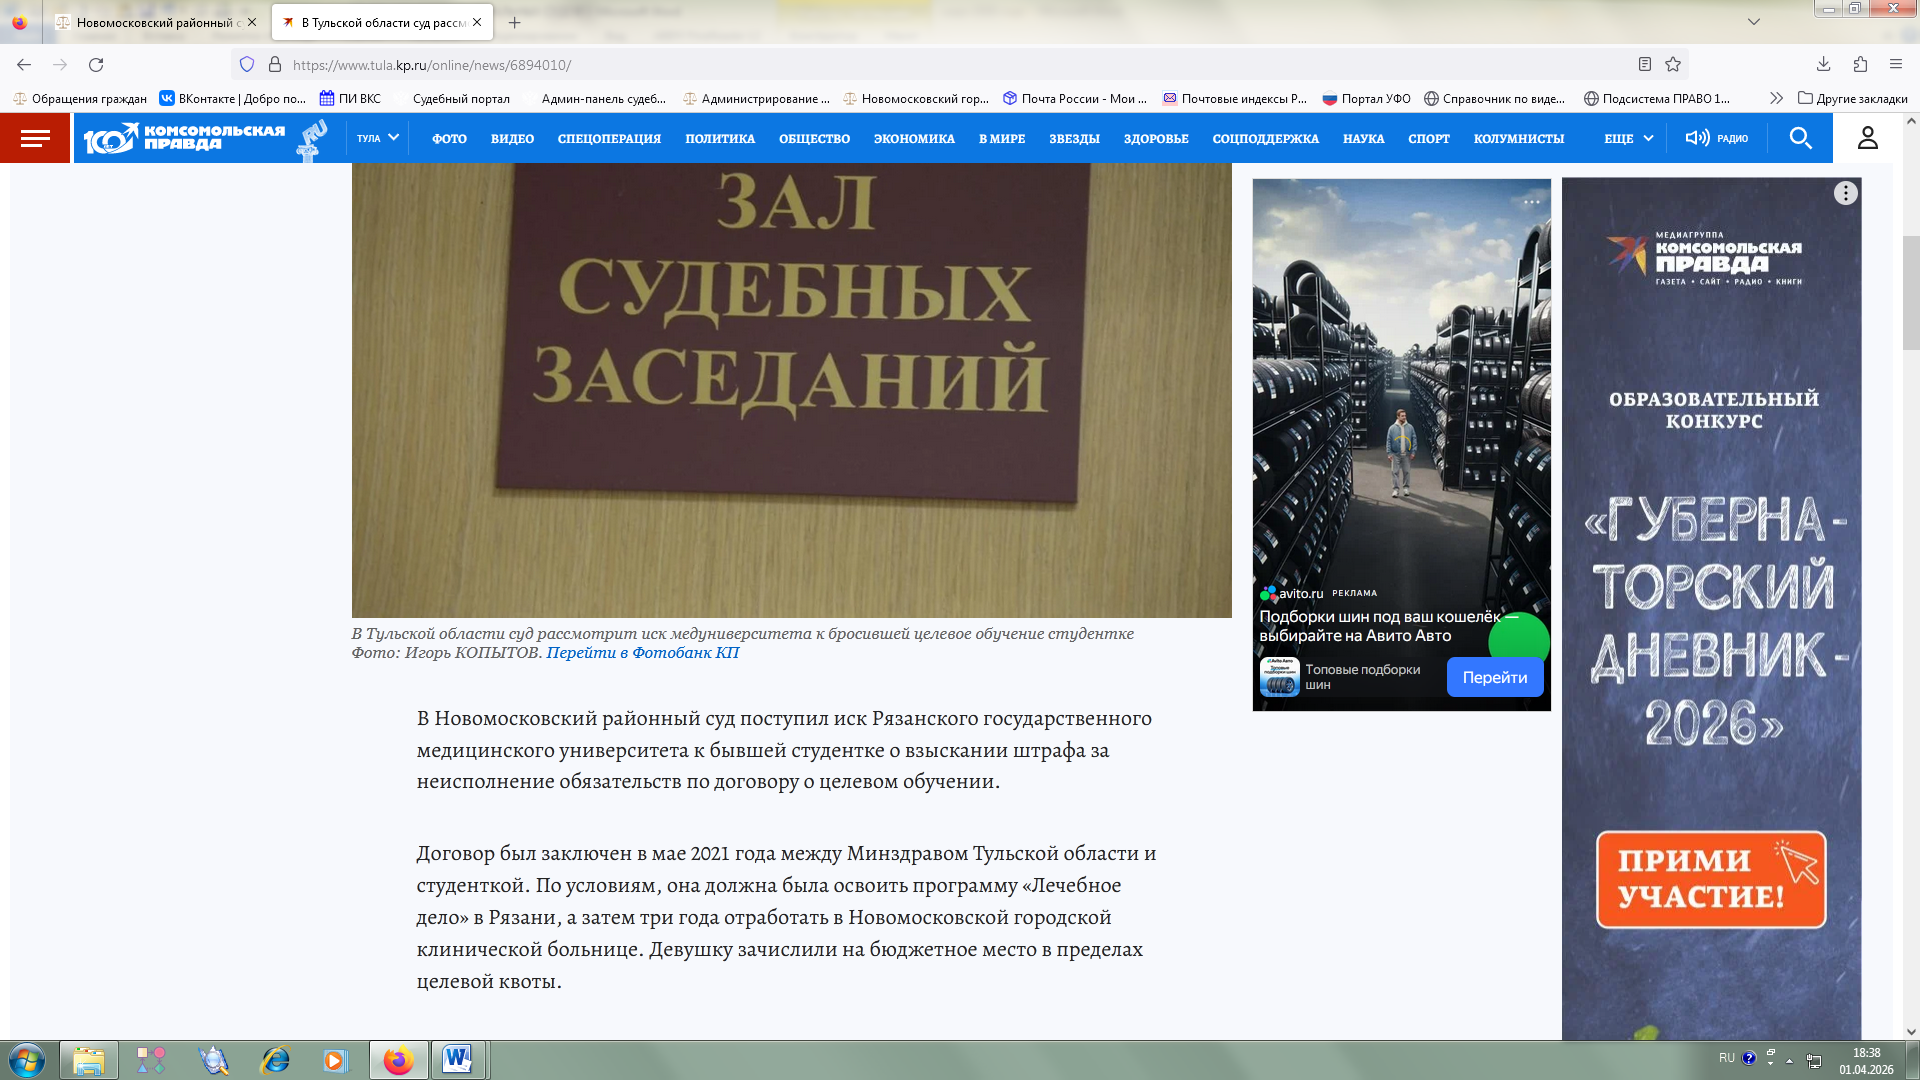 Новомосковский районный с
В Тульской области суд рассм
https://www.tula.kp.ru/online/news/6894010/
Обращения граждан
ВКонтакте | Добро по...
ПИ ВКС
Судебный портал
Админ-панель судеб...
Администрирование ...
Новомосковский гор...
Почта России - Мои ...
Почтовые индексы Р...
Портал УФО
Справочник по виде...
Подсистема ПРАВО 1...
Другие закладки
100 лет КОМСОМОЛЬСКАЯ ПРАВДА
.RU
ТУЛА
ФОТО
ВИДЕО
СПЕЦОПЕРАЦИЯ
ПОЛИТИКА
ОБЩЕСТВО
ЭКОНОМИКА
В МИРЕ
ЗВЕЗДЫ
ЗДОРОВЬЕ
СОЦПОДДЕРЖКА
НАУКА
СПОРТ
КОЛУМНИСТЫ
ЕЩЕ
РАДИО
ЗАЛ
СУДЕБНЫХ
ЗАСЕДАНИЙ
В Тульской области суд рассмотрит иск медуниверситета к бросившей целевое обучение студентке
Фото: Игорь КОПЫТОВ. Перейти в Фотобанк КП
В Новомосковский районный суд поступил иск Рязанского государственного
медицинского университета к бывшей студентке о взыскании штрафа за
неисполнение обязательств по договору о целевом обучении.
Договор был заключен в мае 2021 года между Минздравом Тульской области и
студенткой. По условиям, она должна была освоить программу «Лечебное
дело» в Рязани, а затем три года отработать в Новомосковской городской
клинической больнице. Девушку зачислили на бюджетное место в пределах
целевой квоты.
avito.ru РЕКЛАМА
Подборки шин под ваш кошелёк —
выбирайте на Авито Авто
Топовые подборки
шин
Перейти
МЕДИАГРУППА
КОМСОМОЛЬСКАЯ
ПРАВДА
ГАЗЕТА • САЙТ • РАДИО • КНИГИ
ОБРАЗОВАТЕЛЬНЫЙ
КОНКУРС
«ГУБЕРНА-
ТОРСКИЙ
ДНЕВНИК-
2026»
ПРИМИ
УЧАСТИЕ!
RU
18:38
01.04.2026